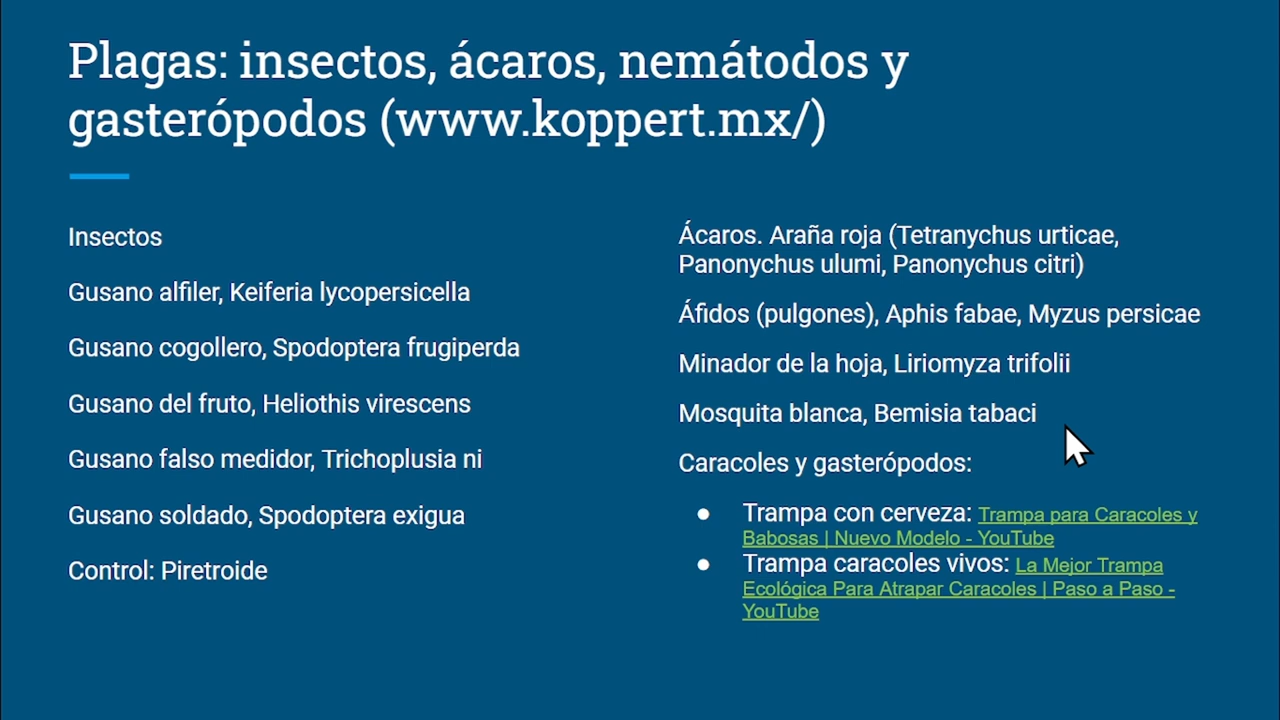 Plagas: insectos, ácaros, nemátodos y
gasterópodos (www.koppert.mx/)
Insectos
Gusano alfiler, Keiferia lycopersicella
Gusano cogollero, Spodoptera frugiperda
Gusano del fruto, Heliothis virescens
Gusano falso medidor, Trichoplusia ni
Gusano soldado, Spodoptera exigua
Control: Piretroide
Ácaros. Araña roja (Tetranychus urticae,
Panonychus ulumi, Panonychus citri)
Áfidos (pulgones), Aphis fabae, Myzus persicae
Minador de la hoja, Liriomyza trifolii
Mosquita blanca, Bemisia tabaci
Caracoles y gasterópodos:
● Trampa con cerveza: Trampa para Caracoles y
Babosas | Nuevo Modelo - YouTube
● Trampa caracoles vivos: La Mejor Trampa
Ecológica Para Atrapar Caracoles | Paso a Paso -
YouTube